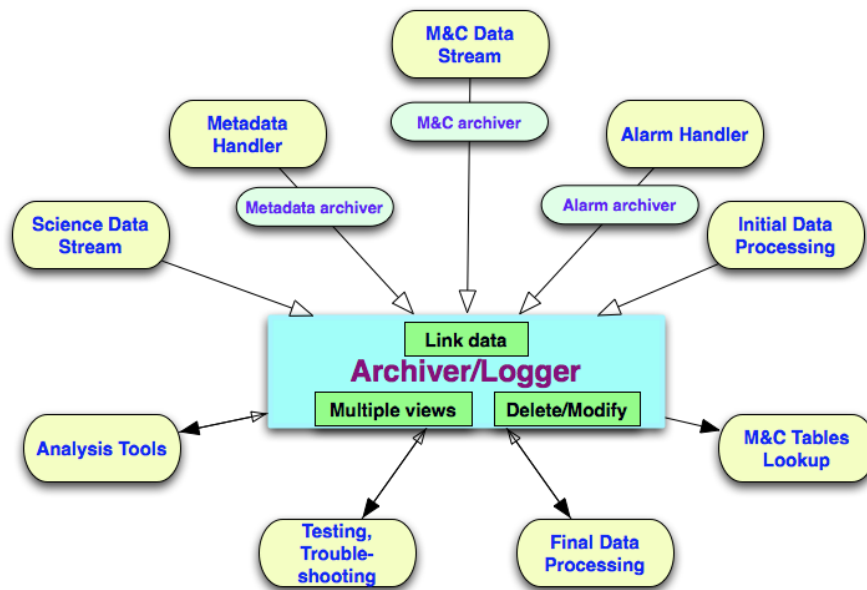 M&C Data
Stream
M&C archiver
Metadata
Handler
Alarm Handler
Metadata archiver
Alarm archiver
Science Data
Stream
Initial Data
Processing
Link data
Archiver/Logger
Multiple views
Delete/Modify
Analysis Tools
M&C Tables
Lookup
Testing,
Trouble-
shooting
Final Data
Processing